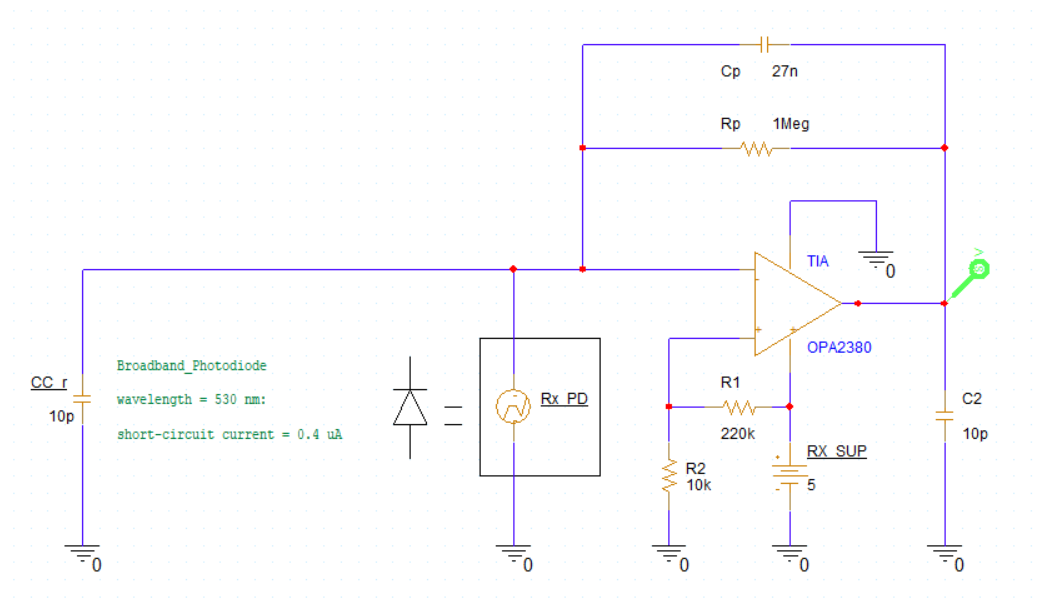 Cp 27n
Rp 1Meg
TIA
0
V
OPA2380
Broadband_Photodiode
wavelength = 530 nm:
short-circuit current = 0.4 uA
CC_r
10p
Rx_PD
R1
220k
R2
10k
RX_SUP
5
C2
10p
0
0
0
0
0